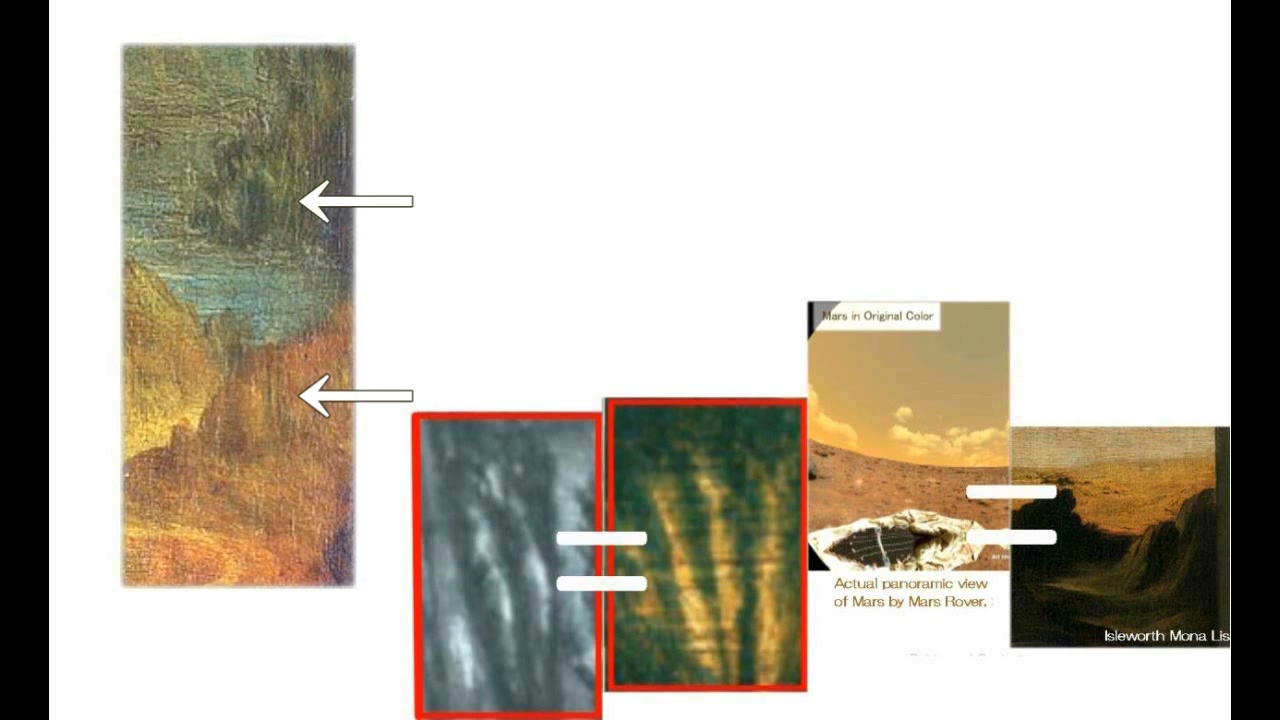 Mars in Original Color
Actual panoramic view
of Mars by Mars Rover,
Isleworth Mona Lis